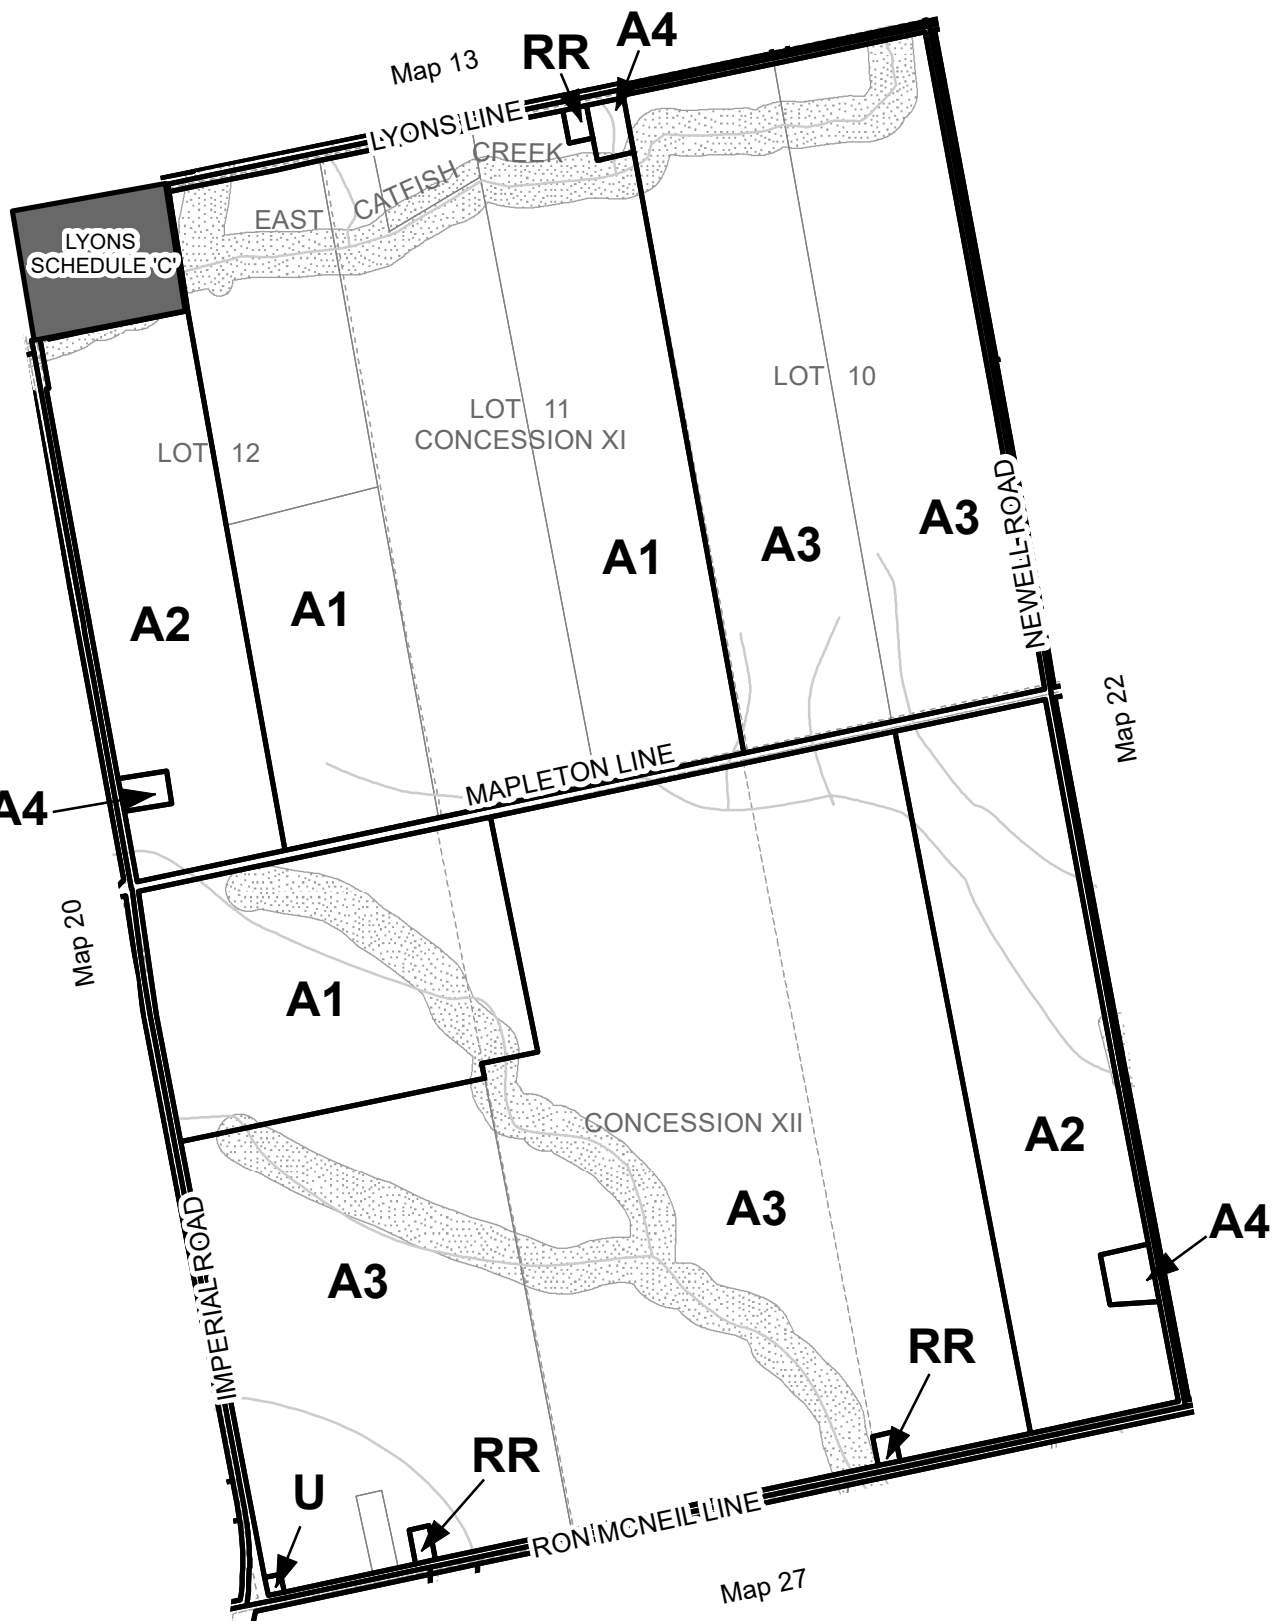 Map 13
RR
A4
LYONS LINE
EAST CATFISH CREEK
LYONS
SCHEDULE 'C'
LOT 10
LOT 11
CONCESSION XI
LOT 12
NEWELL ROAD
A3
A3
A1
A1
A2
Map 22
MAPLETON LINE
A4
Map 20
A1
CONCESSION XII
A2
A3
A4
IMPERIAL ROAD
A3
RR
RR
U
RON MCNEIL LINE
Map 27